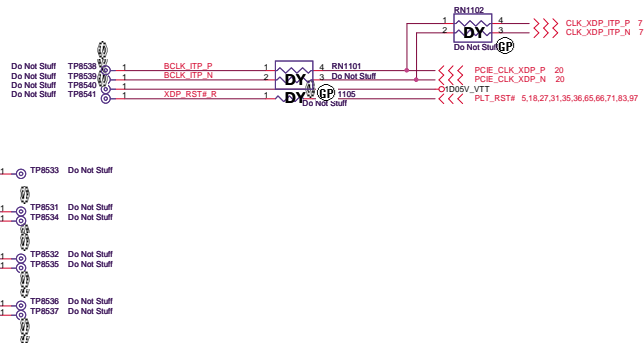 RN1102
1 4 CLK_XDP_ITP_P 7
2 DY 3 CLK_XDP_ITP_N 7
Do Not Stuff GP
Do Not Stuff TP8538 1 BCLK_ITP_P 1 4 RN1101 PCIE_CLK_XDP_P 20
Do Not Stuff TP8539 1 BCLK_ITP_N 2 DY 3 Do Not Stuff PCIE_CLK_XDP_N 20
Do Not Stuff TP8540 1 1D05V_VTT
Do Not Stuff TP8541 1 XDP_RST#_R 1 DY GP 1105 PLT_RST# 5,18,27,31,35,36,65,66,71,83,97
Do Not Stuff
1 TP8533 Do Not Stuff
1 TP8531 Do Not Stuff
1 TP8534 Do Not Stuff
1 TP8532 Do Not Stuff
1 TP8535 Do Not Stuff
1 TP8536 Do Not Stuff
1 TP8537 Do Not Stuff